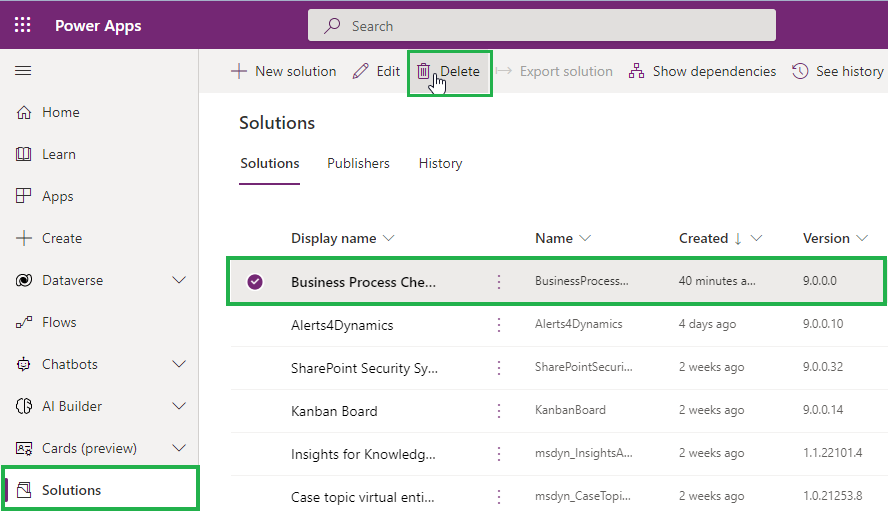 Power Apps
Search
New solution Edit Delete Export solution Show dependencies See history
Home
Learn
Apps
Create
Dataverse
Flows
Chatbots
AI Builder
Cards (preview)
Solutions
Solutions
Solutions Publishers History
Display name Name Created Version
Business Process Che... BusinessProcess... 40 minutes a... 9.0.0.0
Alerts4Dynamics Alerts4Dynamics 4 days ago 9.0.0.10
SharePoint Security Sy... SharePointSecuri... 2 weeks ago 9.0.0.32
Kanban Board KanbanBoard 2 weeks ago 9.0.0.14
Insights for Knowledg... msdyn_InsightsA... 2 weeks ago 1.1.22101.4
Case topic virtual enti... msdyn_CaseTopi... 2 weeks ago 1.0.21253.8